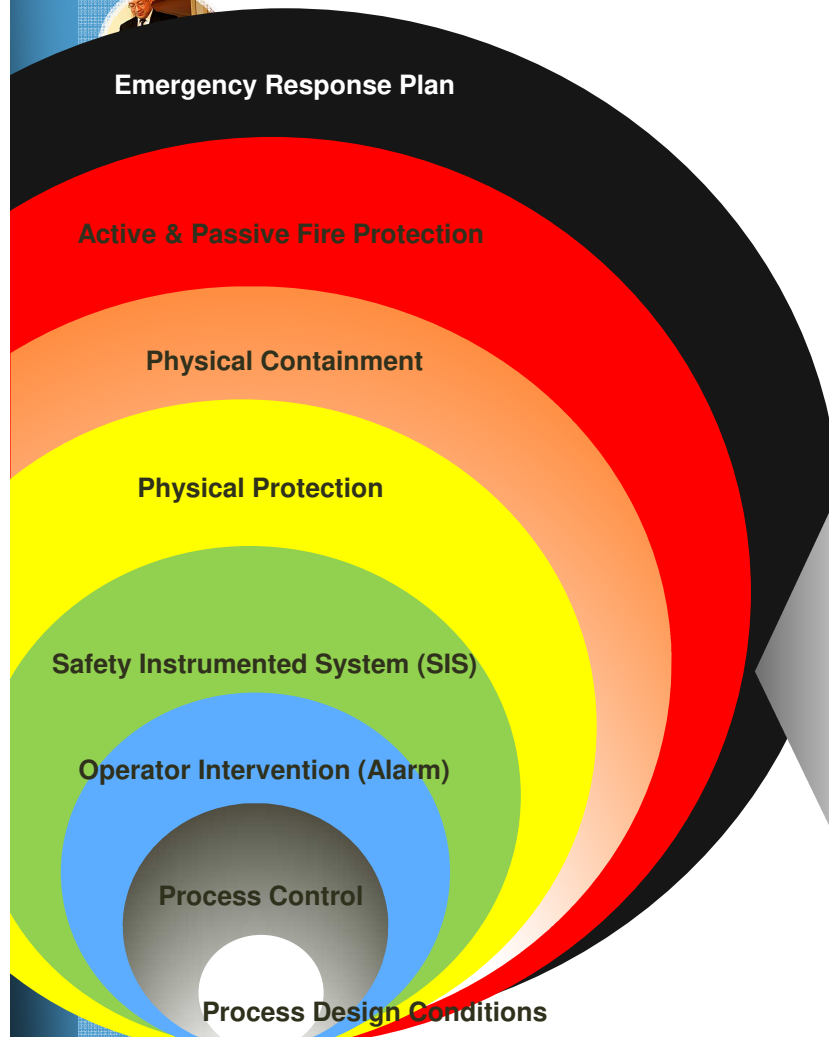 Emergency Response Plan
Active & Passive Fire Protection
Physical Containment
Physical Protection
Safety Instrumented System (SIS)
Operator Intervention (Alarm)
Process Control
Process Design Conditions